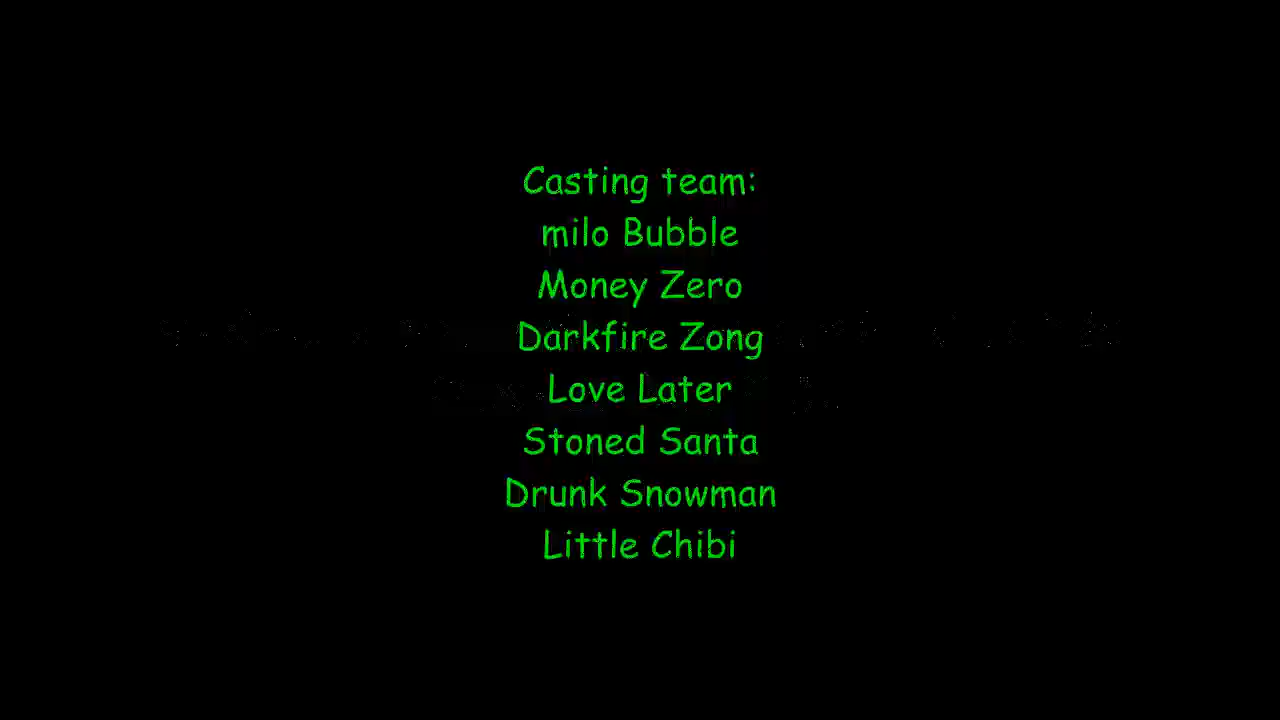 Casting team:
milo Bubble
Money Zero
Darkfire Zong
Love Later
Stoned Santa
Drunk Snowman
Little Chibi